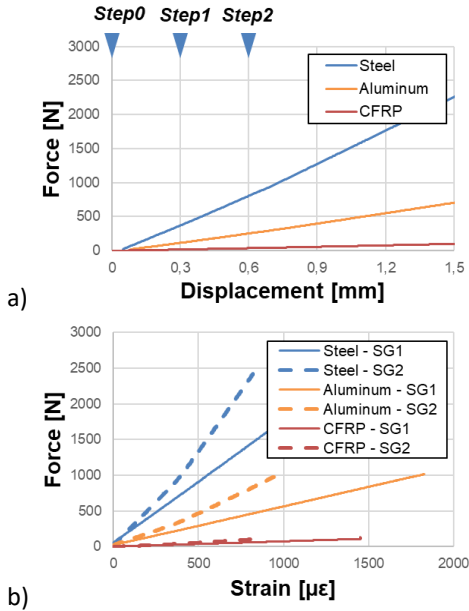 Step0 Step1 Step2
3000
2500
2000
1500
1000
500
0
Force [N]
Steel
Aluminum
CFRP
0 0,3 0,6 0,9 1,2 1,5
Displacement [mm]
a)
3000
2500
2000
1500
1000
500
0
Force [N]
Steel - SG1
Steel - SG2
Aluminum - SG1
Aluminum - SG2
CFRP - SG1
CFRP - SG2
0 500 1000 1500 2000
Strain [µε]
b)